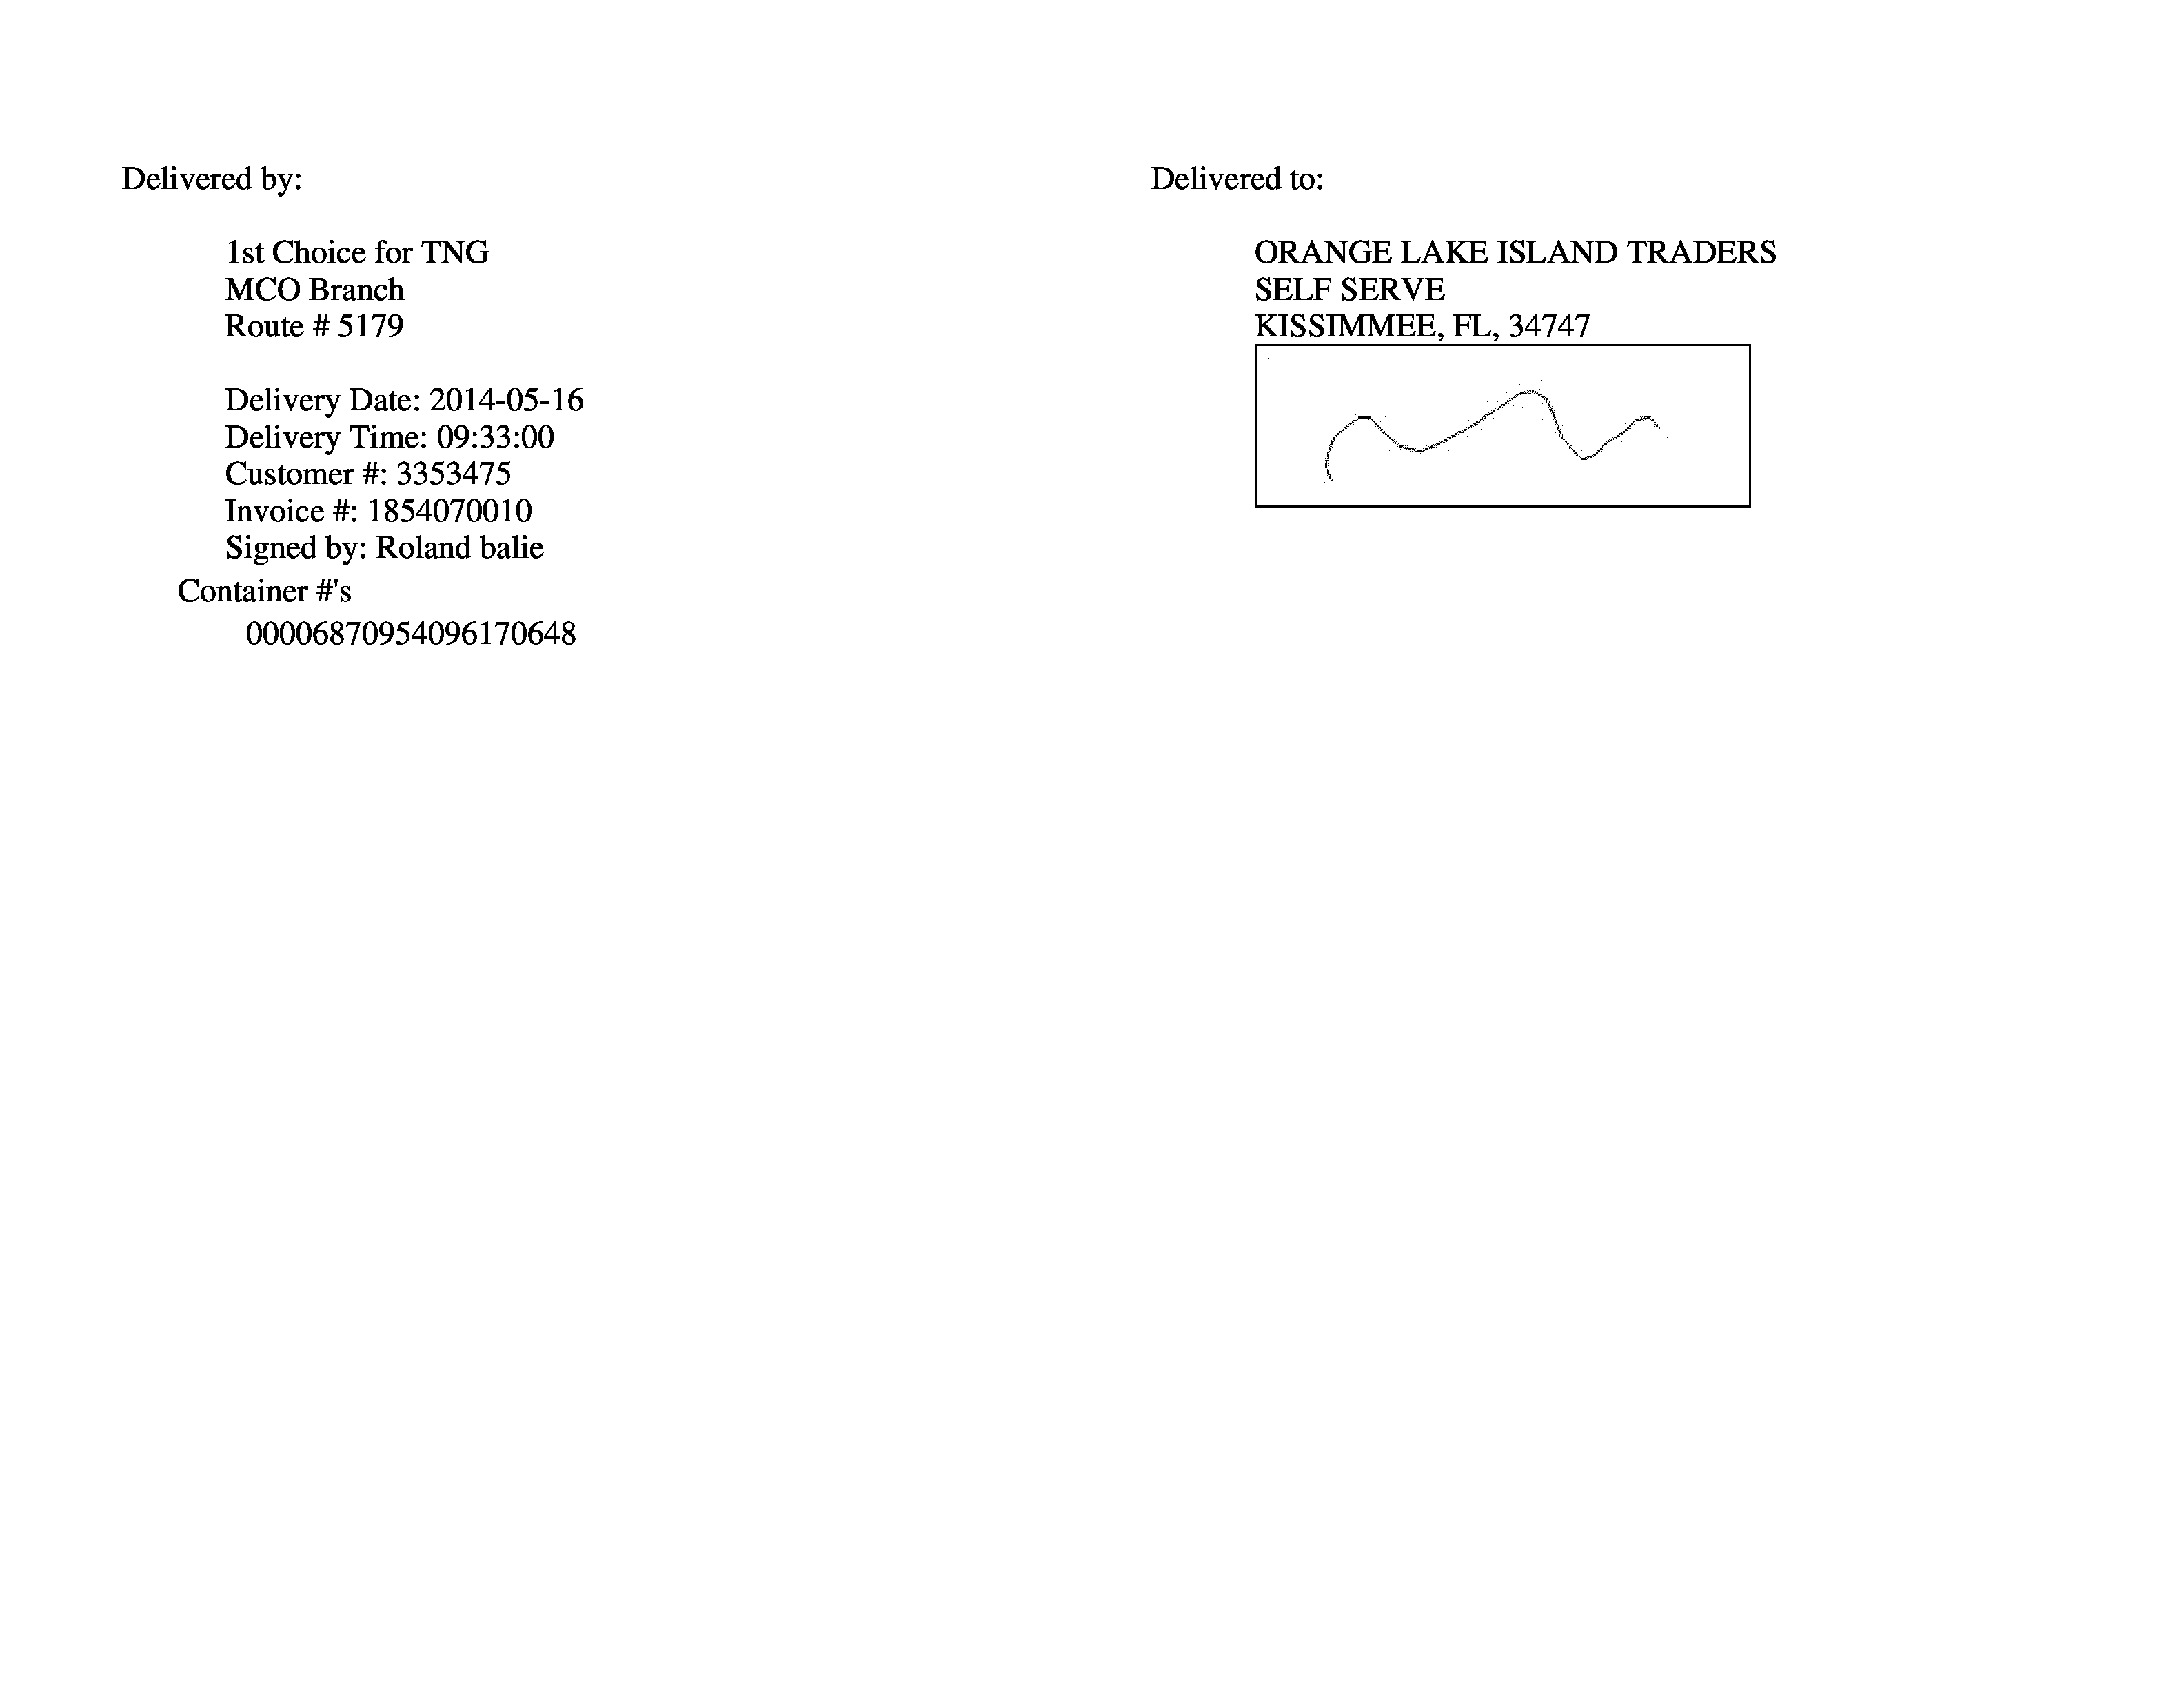 Delivered by:
1st Choice for TNG
MCO Branch
Route # 5179
Delivery Date: 2014-05-16
Delivery Time: 09:33:00
Customer #: 3353475
Invoice #: 1854070010
Signed by: Roland balie
Container #'s
00006870954096170648
Delivered to:
ORANGE LAKE ISLAND TRADERS
SELF SERVE
KISSIMMEE, FL, 34747